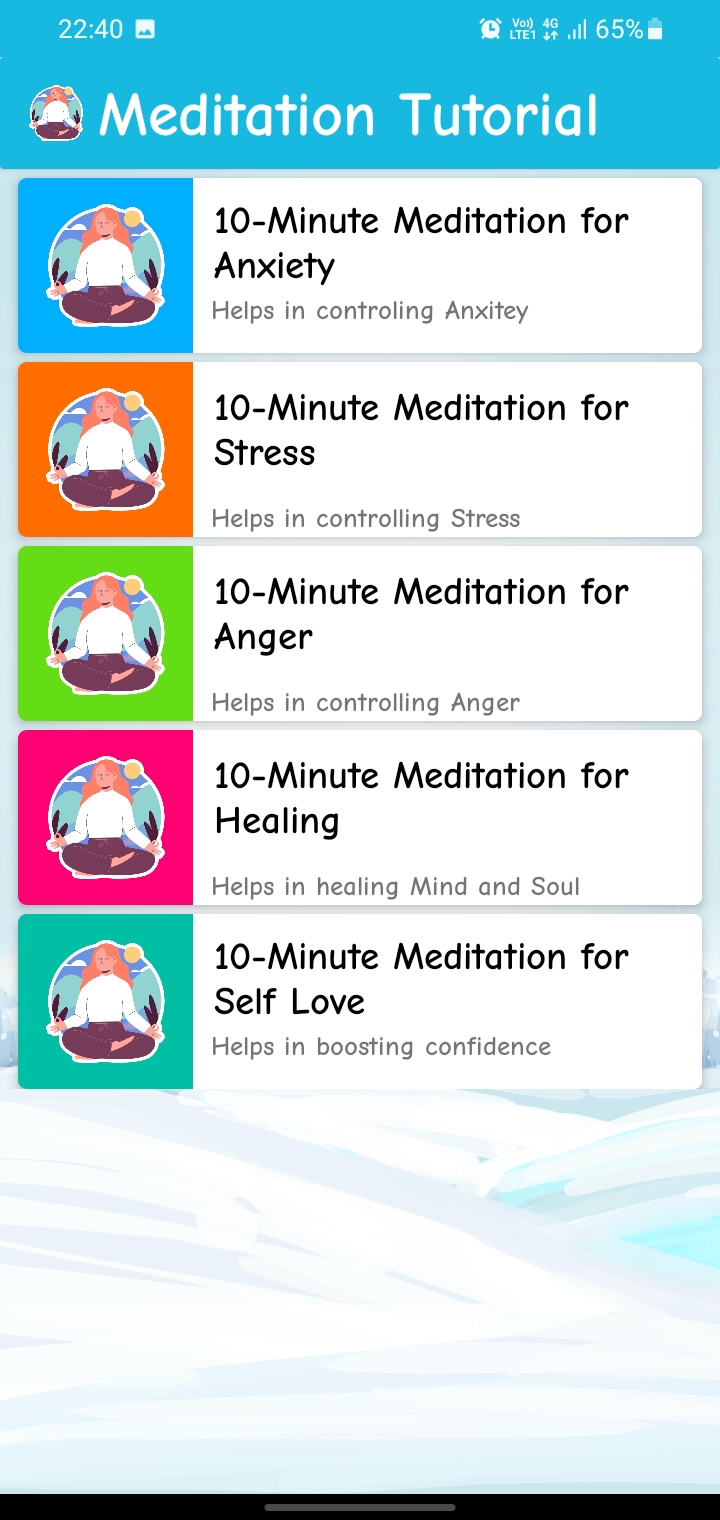 22:40 Vo)) LTE1 4G 65%
Meditation Tutorial
10-Minute Meditation for
Anxiety
Helps in controling Anxitey
10-Minute Meditation for
Stress
Helps in controlling Stress
10-Minute Meditation for
Anger
Helps in controlling Anger
10-Minute Meditation for
Healing
Helps in healing Mind and Soul
10-Minute Meditation for
Self Love
Helps in boosting confidence